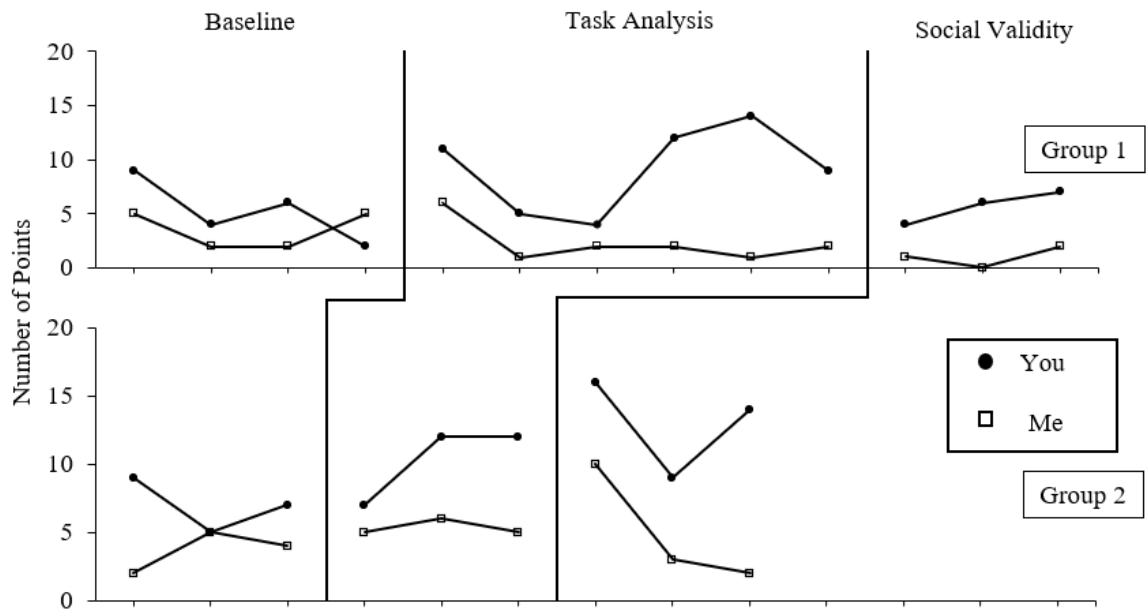 Baseline
Task Analysis
Social Validity
20
15
10
5
0
Group 1
Number of Points
20
15
10
5
0
You
Me
Group 2